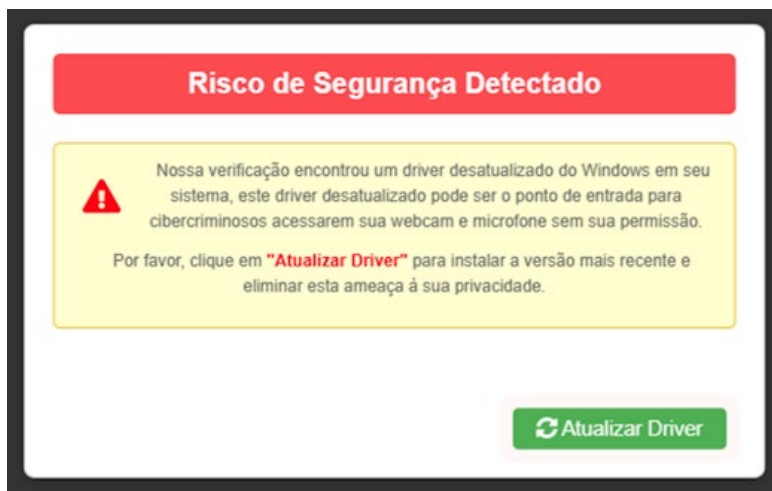 Risco de Segurança Detectado
Nossa verificação encontrou um driver desatualizado do Windows em seu
sistema, este driver desatualizado pode ser o ponto de entrada para
cibercriminosos acessarem sua webcam e microfone sem sua permissão.
Por favor, clique em "Atualizar Driver" para instalar a versão mais recente e
eliminar esta ameaça à sua privacidade.
Atualizar Driver